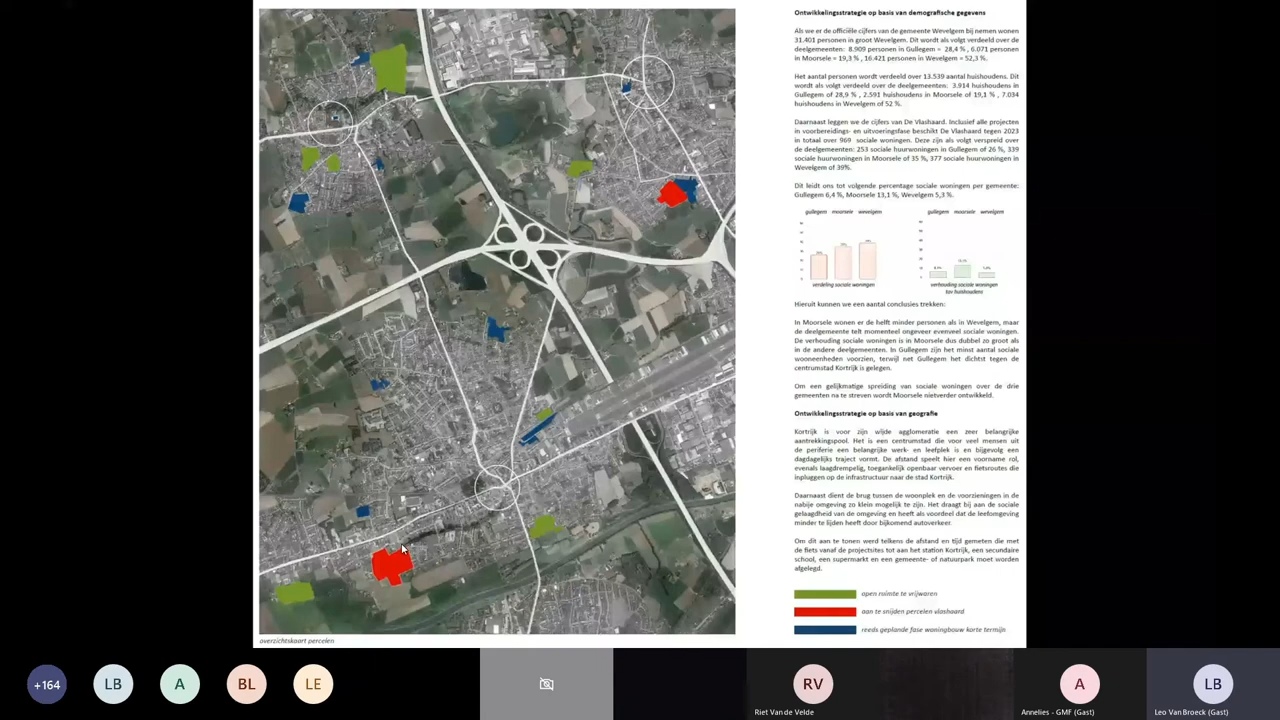 Ontwikkelingsstrategie op basis van demografische gegevens
Als we er de officiële cijfers van de gemeente Wevelgem bij nemen wonen
31.401 personen in groot Wevelgem. Dit wordt als volgt verdeeld over de
deelgemeenten: 8.909 personen in Gullegem = 28,4 % , 6.071 personen
in Moorsele = 19,3 % , 16.421 personen in Wevelgem = 52,3 %.
Het aantal personen wordt verdeeld over 13.539 aantal huishoudens. Dit
wordt als volgt verdeeld over de deelgemeenten: 3.914 huishoudens in
Gullegem of 28,9 % , 2.591 huishoudens in Moorsele of 19,1 % , 7.034
huishoudens in Wevelgem of 52 %.
Daarnaast leggen we de cijfers van De Vlashaard. Inclusief alle projecten
in voorbereidings- en uitvoeringsfase beschikt De Vlashaard tegen 2023
in totaal over 969 sociale woningen. Deze zijn als volgt verspreid over
de deelgemeenten: 253 sociale huurwoningen in Gullegem of 26 %, 339
sociale huurwoningen in Moorsele of 35 %, 377 sociale huurwoningen in
Wevelgem of 39%.
Dit leidt ons tot volgende percentage sociale woningen per gemeente:
Gullegem 6,4 %, Moorsele 13,1 %, Wevelgem 5,3 %.
gullegem moorsele wevelgem
gullegem moorsele wevelgem
verdeling sociale woningen
verhouding sociale woningen
tov huishoudens
Hieruit kunnen we een aantal conclusies trekken:
In Moorsele wonen er de helft minder personen als in Wevelgem, maar
de deelgemeente telt momenteel ongeveer evenveel sociale woningen.
De verhouding sociale woningen is in Moorsele dus dubbel zo groot als
in de andere deelgemeenten. In Gullegem zijn het minst aantal sociale
wooneenheden voorzien, terwijl net Gullegem het dichtst tegen de
centrumstad Kortrijk is gelegen.
Om een gelijkmatige spreiding van sociale woningen over de drie
gemeenten na te streven wordt Moorsele niet verder ontwikkeld.
Ontwikkelingsstrategie op basis van geografie
Kortrijk is voor zijn wijde agglomeratie een zeer belangrijke
aantrekkingspool. Het is een centrumstad die voor veel mensen uit
de periferie een belangrijke werk- en leefplek is en bijgevolg een
dagdagelijks traject vormt. De afstand speelt hier een voorname rol,
evenals laagdrempelig, toegankelijk openbaar vervoer en fietsroutes die
inpluggen op de infrastructuur naar de stad Kortrijk.
Daarnaast dient de brug tussen de woonplek en de voorzieningen in de
nabije omgeving zo klein mogelijk te zijn. Het draagt bij aan de sociale
gelaagdheid van de omgeving en heeft als voordeel dat de leefomgeving
minder te lijden heeft door bijkomend autoverkeer.
Om dit aan te tonen werd telkens de afstand en tijd gemeten die met
de fiets vanaf de projectsites tot aan het station Kortrijk, een secundaire
school, een supermarkt en een gemeente- of natuurpark moet worden
afgelegd.
open ruimte te vrijwaren
aan te snijden percelen vlashaard
reeds geplande fase woningbouw korte termijn
overzichtskaart percelen
+164
LB
A
BL
LE
RV
A
LB
Riet Van de Velde
Annelies - GMF (Gast)
Leo Van Broeck (Gast)